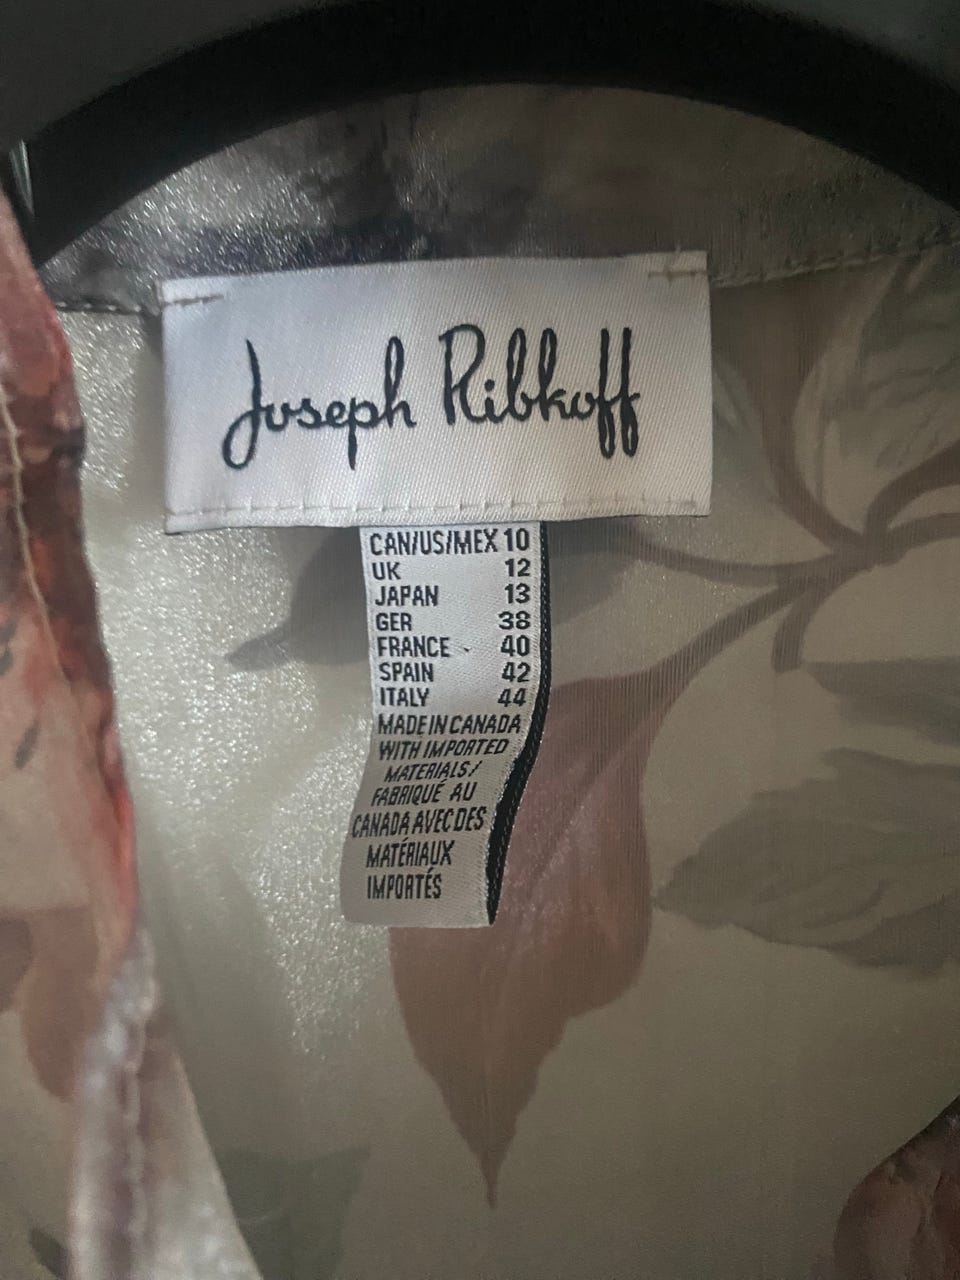 Joseph Ribkoff
CAN/US/MEX 10
UK 12
JAPAN 13
GER 38
FRANCE 40
SPAIN 42
ITALY 44
MADE IN CANADA
WITH IMPORTED
MATERIALS/
FABRIQUÉ AU
CANADA AVEC DES
MATÉRIAUX
IMPORTÉS